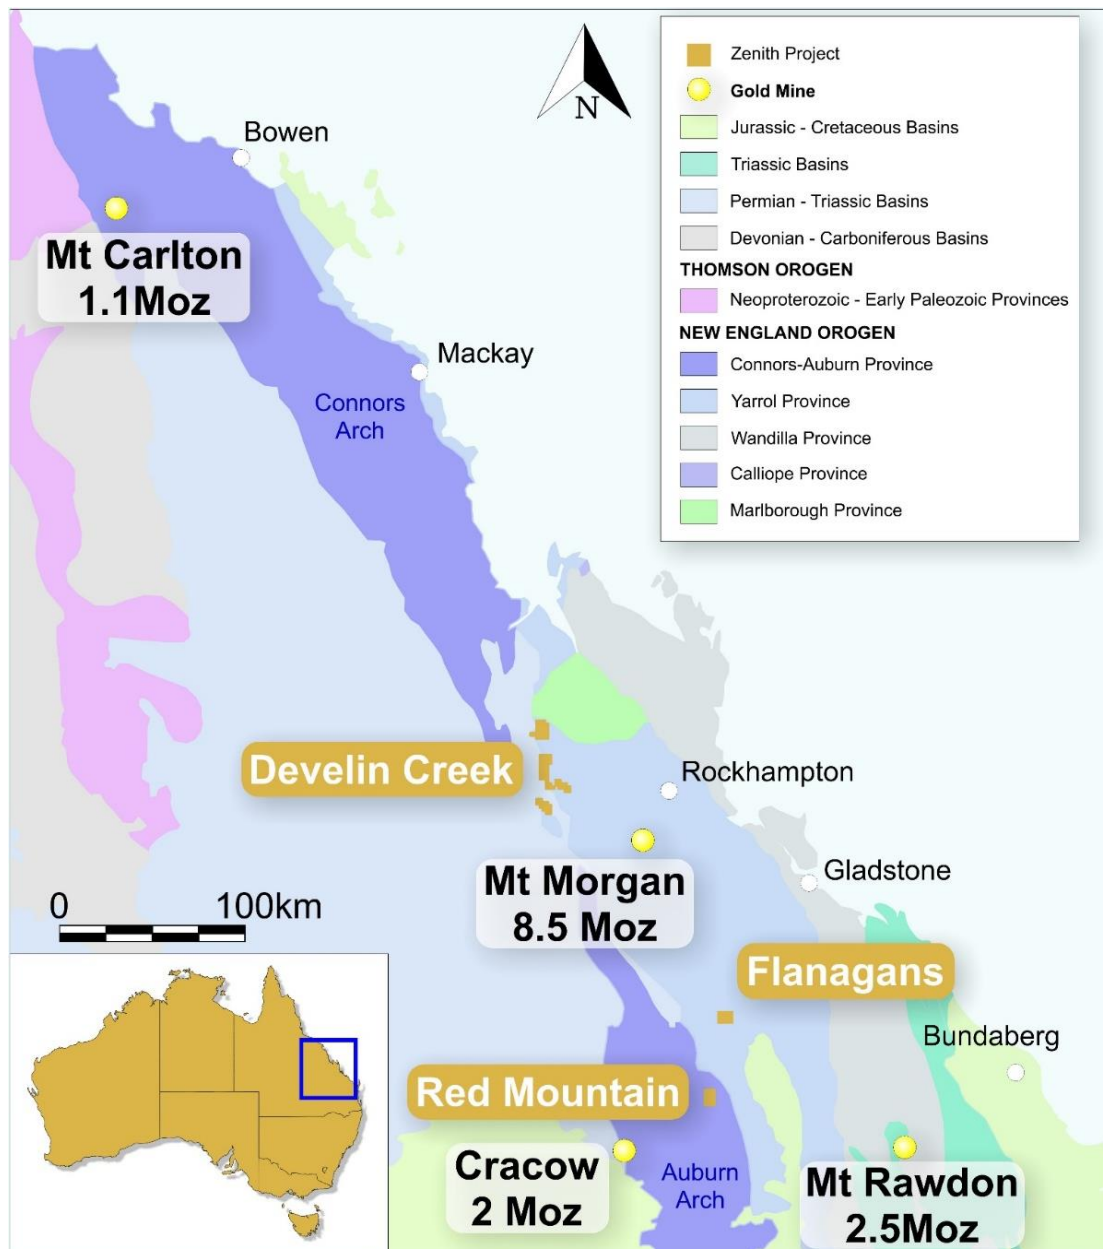 Zenith Project
Gold Mine
Jurassic - Cretaceous Basins
Triassic Basins
Permian - Triassic Basins
Devonian - Carboniferous Basins
THOMSON OROGEN
Neoproterozoic - Early Paleozoic Provinces
NEW ENGLAND OROGEN
Connors-Auburn Province
Yarrol Province
Wandilla Province
Calliope Province
Marlborough Province
N
Bowen
Mt Carlton
1.1Moz
Mackay
Connors
Arch
Develin Creek
Rockhampton
Mt Morgan
8.5 Moz
Gladstone
0 100km
Flanagans
Bundaberg
Red Mountain
Cracow
2 Moz
Auburn
Arch
Mt Rawdon
2.5Moz